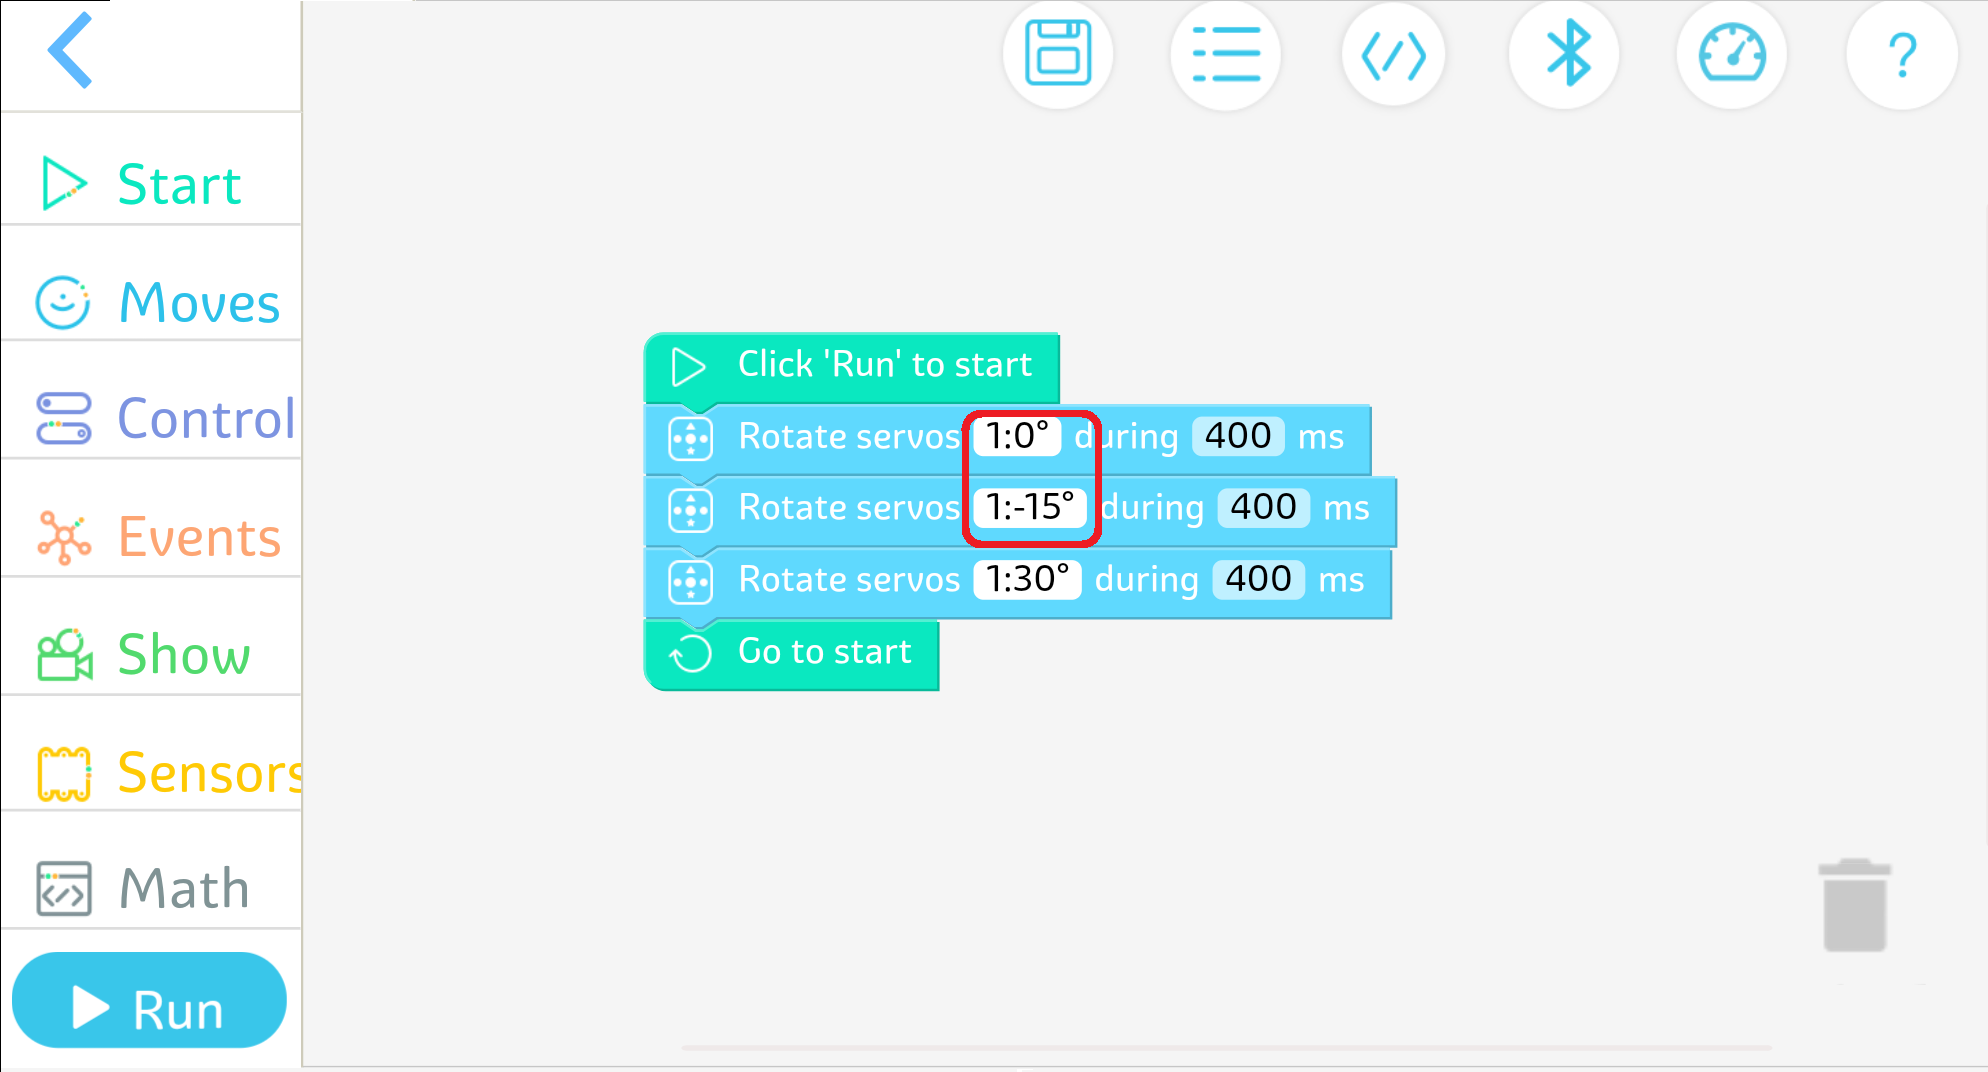 ?
Start
Moves
Control
Events
Show
Sensors
Math
Run
Click 'Run' to start
Rotate servos 1:0° during 400 ms
Rotate servos 1:-15° during 400 ms
Rotate servos 1:30° during 400 ms
Go to start